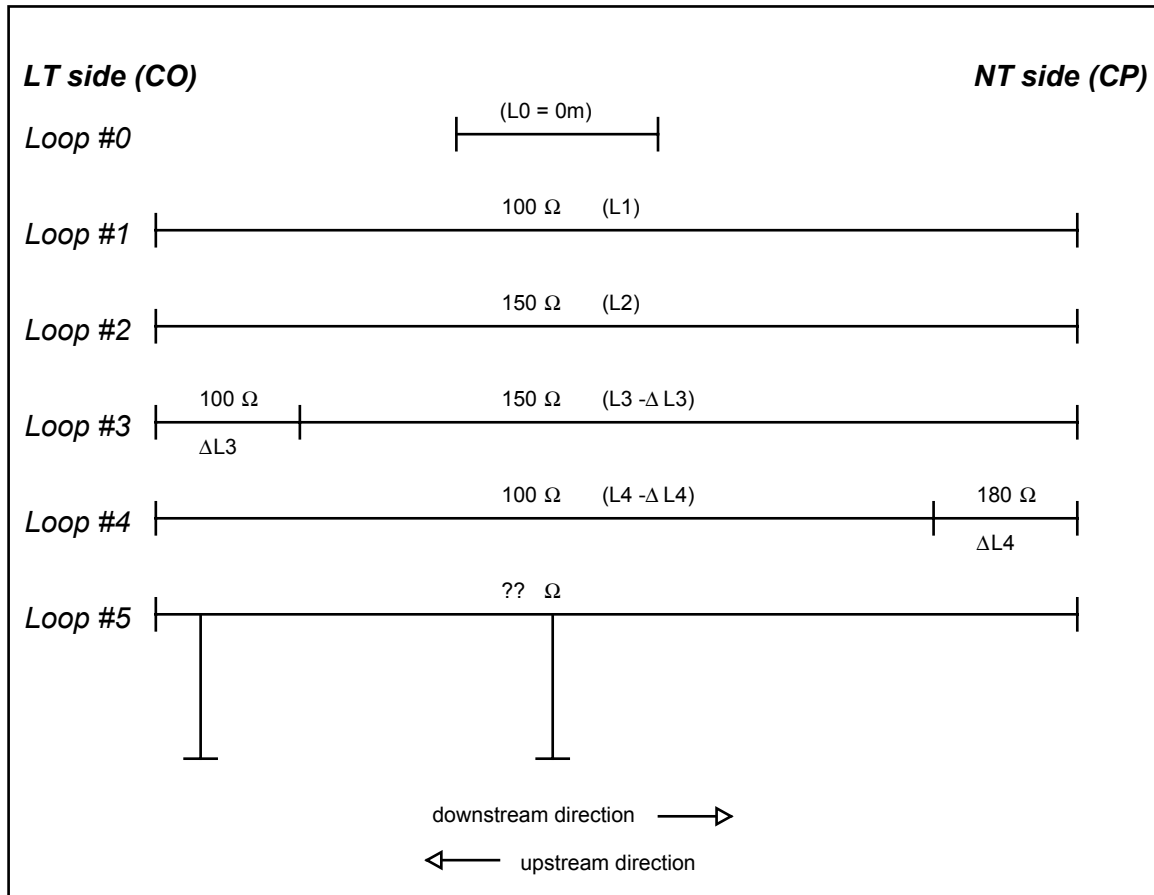 LT side (CO) NT side (CP)
(L0 = 0m)
Loop #0
100 Ω (L1)
Loop #1
150 Ω (L2)
Loop #2
100 Ω 150 Ω (L3 -Δ L3)
Loop #3
ΔL3
100 Ω (L4 -Δ L4) 180 Ω
Loop #4
ΔL4
?? Ω
Loop #5
downstream direction
upstream direction